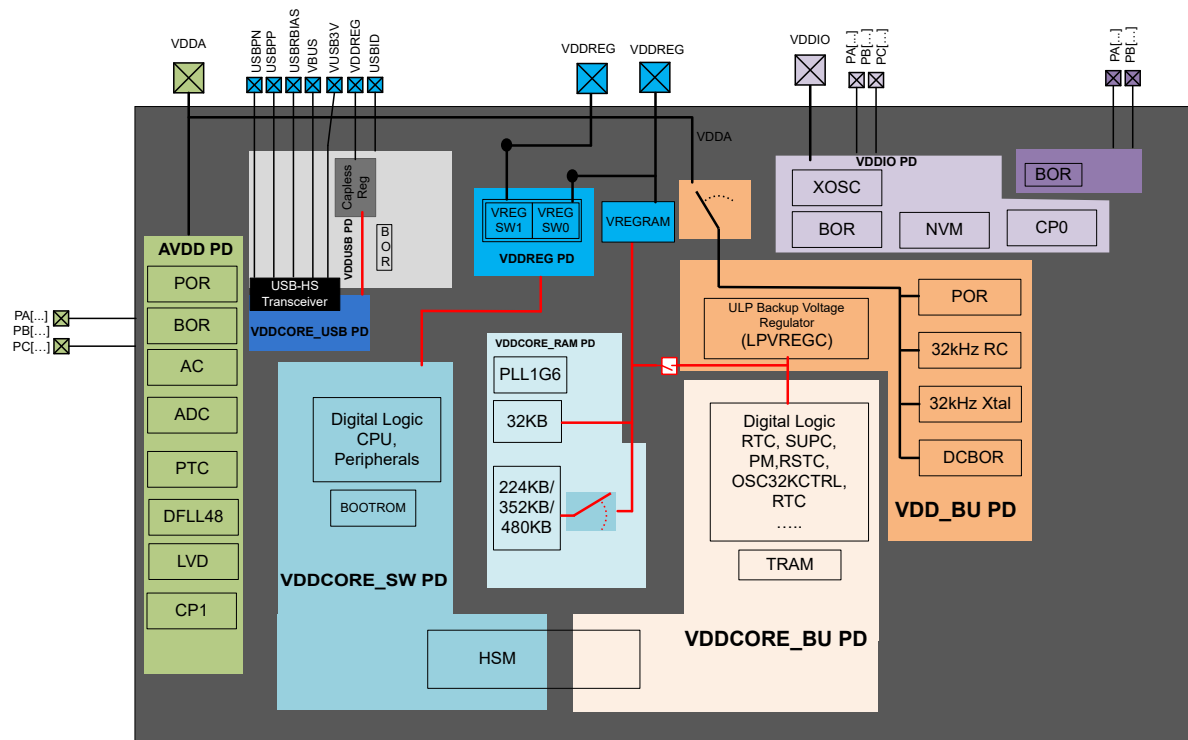 VDDA
USBPN
USBPP
USBRBIAS
VBUS
VUSB3V
VDDREG
USBID
VDDREG
VDDREG
VDDIO
PA[...]
PB[...]
PC[...]
PA[...]
PB[...]
VDDA
AVDD PD
POR
BOR
AC
ADC
PTC
DFLL48
LVD
CP1
PA[...]
PB[...]
PC[...]
Capless
Reg
VDDUSB PD
B
O
R
USB-HS
Transceiver
VDDCORE_USB PD
VREG
SW1
VREG
SW0
VDDREG PD
VREGRAM
VDDIO PD
XOSC
BOR
NVM
CP0
BOR
ULP Backup Voltage
Regulator
(LPVREGC)
POR
32kHz RC
32kHz Xtal
DCBOR
VDD_BU PD
VDDCORE_RAM PD
PLL1G6
32KB
224KB/
352KB/
480KB
Digital Logic
CPU,
Peripherals
BOOTROM
VDDCORE_SW PD
Digital Logic
RTC, SUPC,
PM,RSTC,
OSC32KCTRL,
RTC
.....
TRAM
VDDCORE_BU PD
HSM